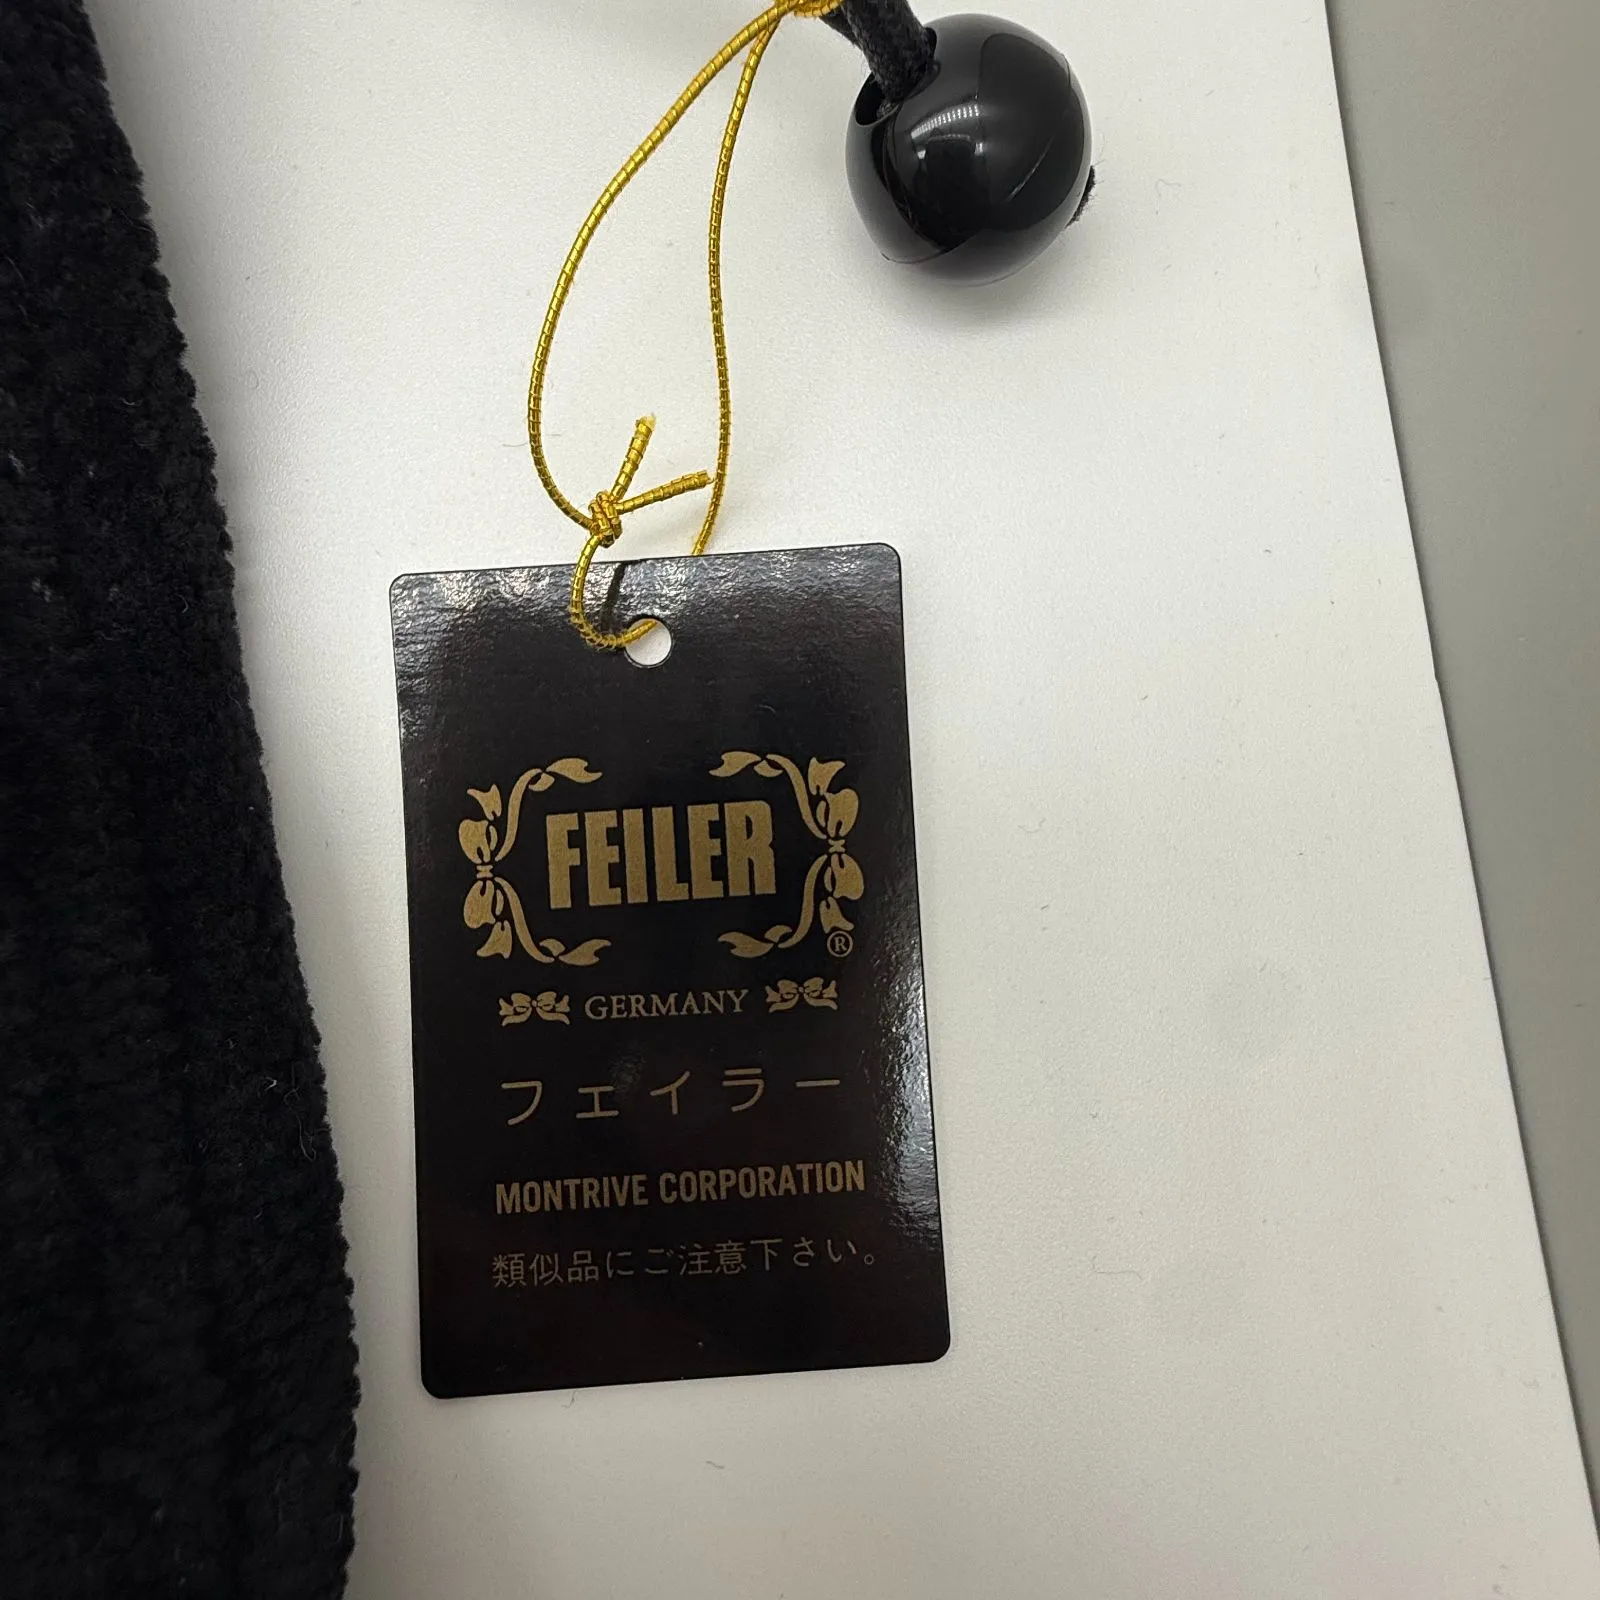 FEILER
®
GERMANY
フェイラー
MONTRIVE CORPORATION
類似品にご注意下さい。